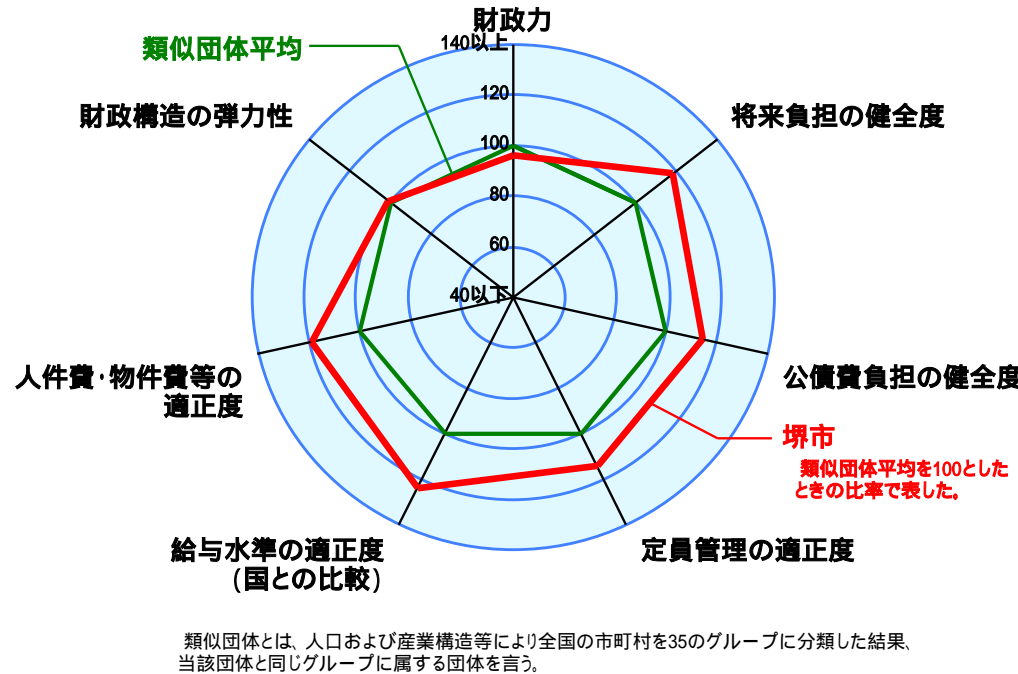 財政力
140以上
類似団体平均
120
財政構造の弾力性
将来負担の健全度
100
80
60
40以下
人件費・物件費等の
適正度
公債費負担の健全度
堺市
類似団体平均を100とした
ときの比率で表した。
給与水準の適正度
(国との比較)
定員管理の適正度
類似団体とは、人口および産業構造等により全国の市町村を35のグループに分類した結果、
当該団体と同じグループに属する団体を言う。